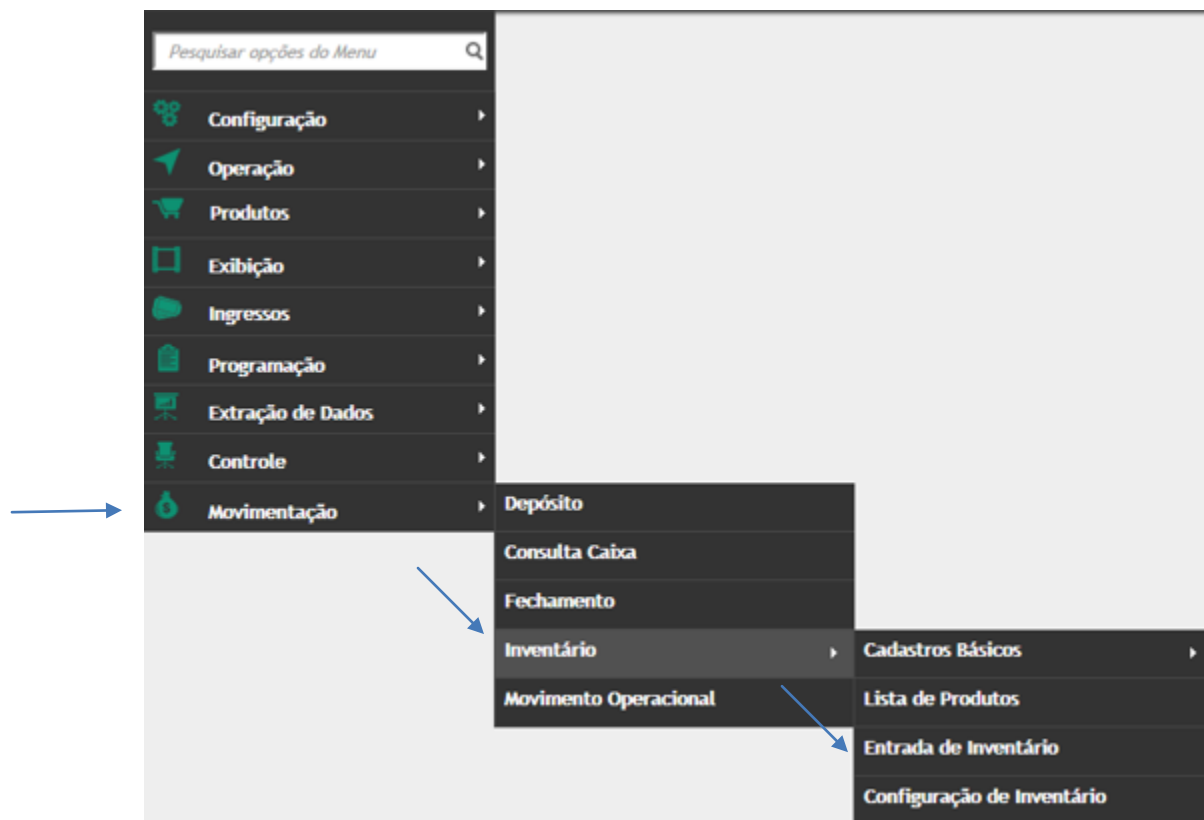 Pesquisar opções do Menu
Configuração
Operação
Produtos
Exibição
Ingressos
Programação
Extração de Dados
Controle
Movimentação
Depósito
Consulta Caixa
Fechamento
Inventário
Movimento Operacional
Cadastros Básicos
Lista de Produtos
Entrada de Inventário
Configuração de Inventário